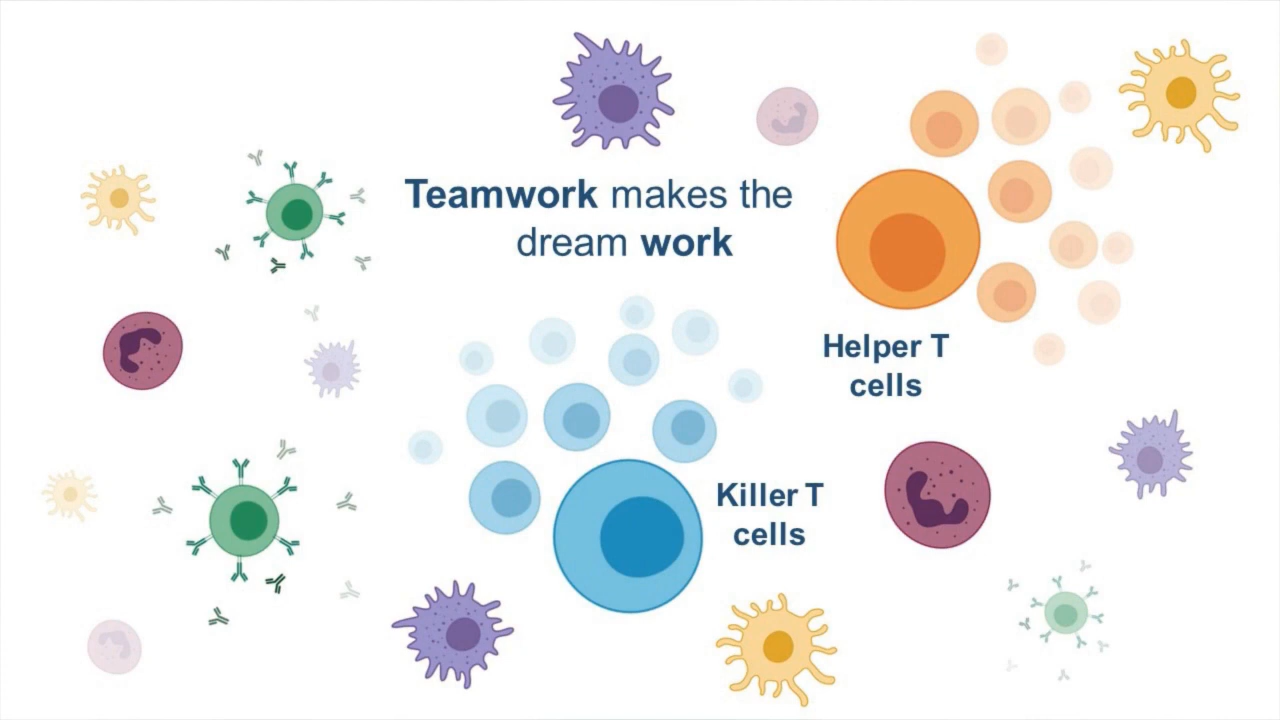 Teamwork makes the
dream work
Helper T
cells
Killer T
cells